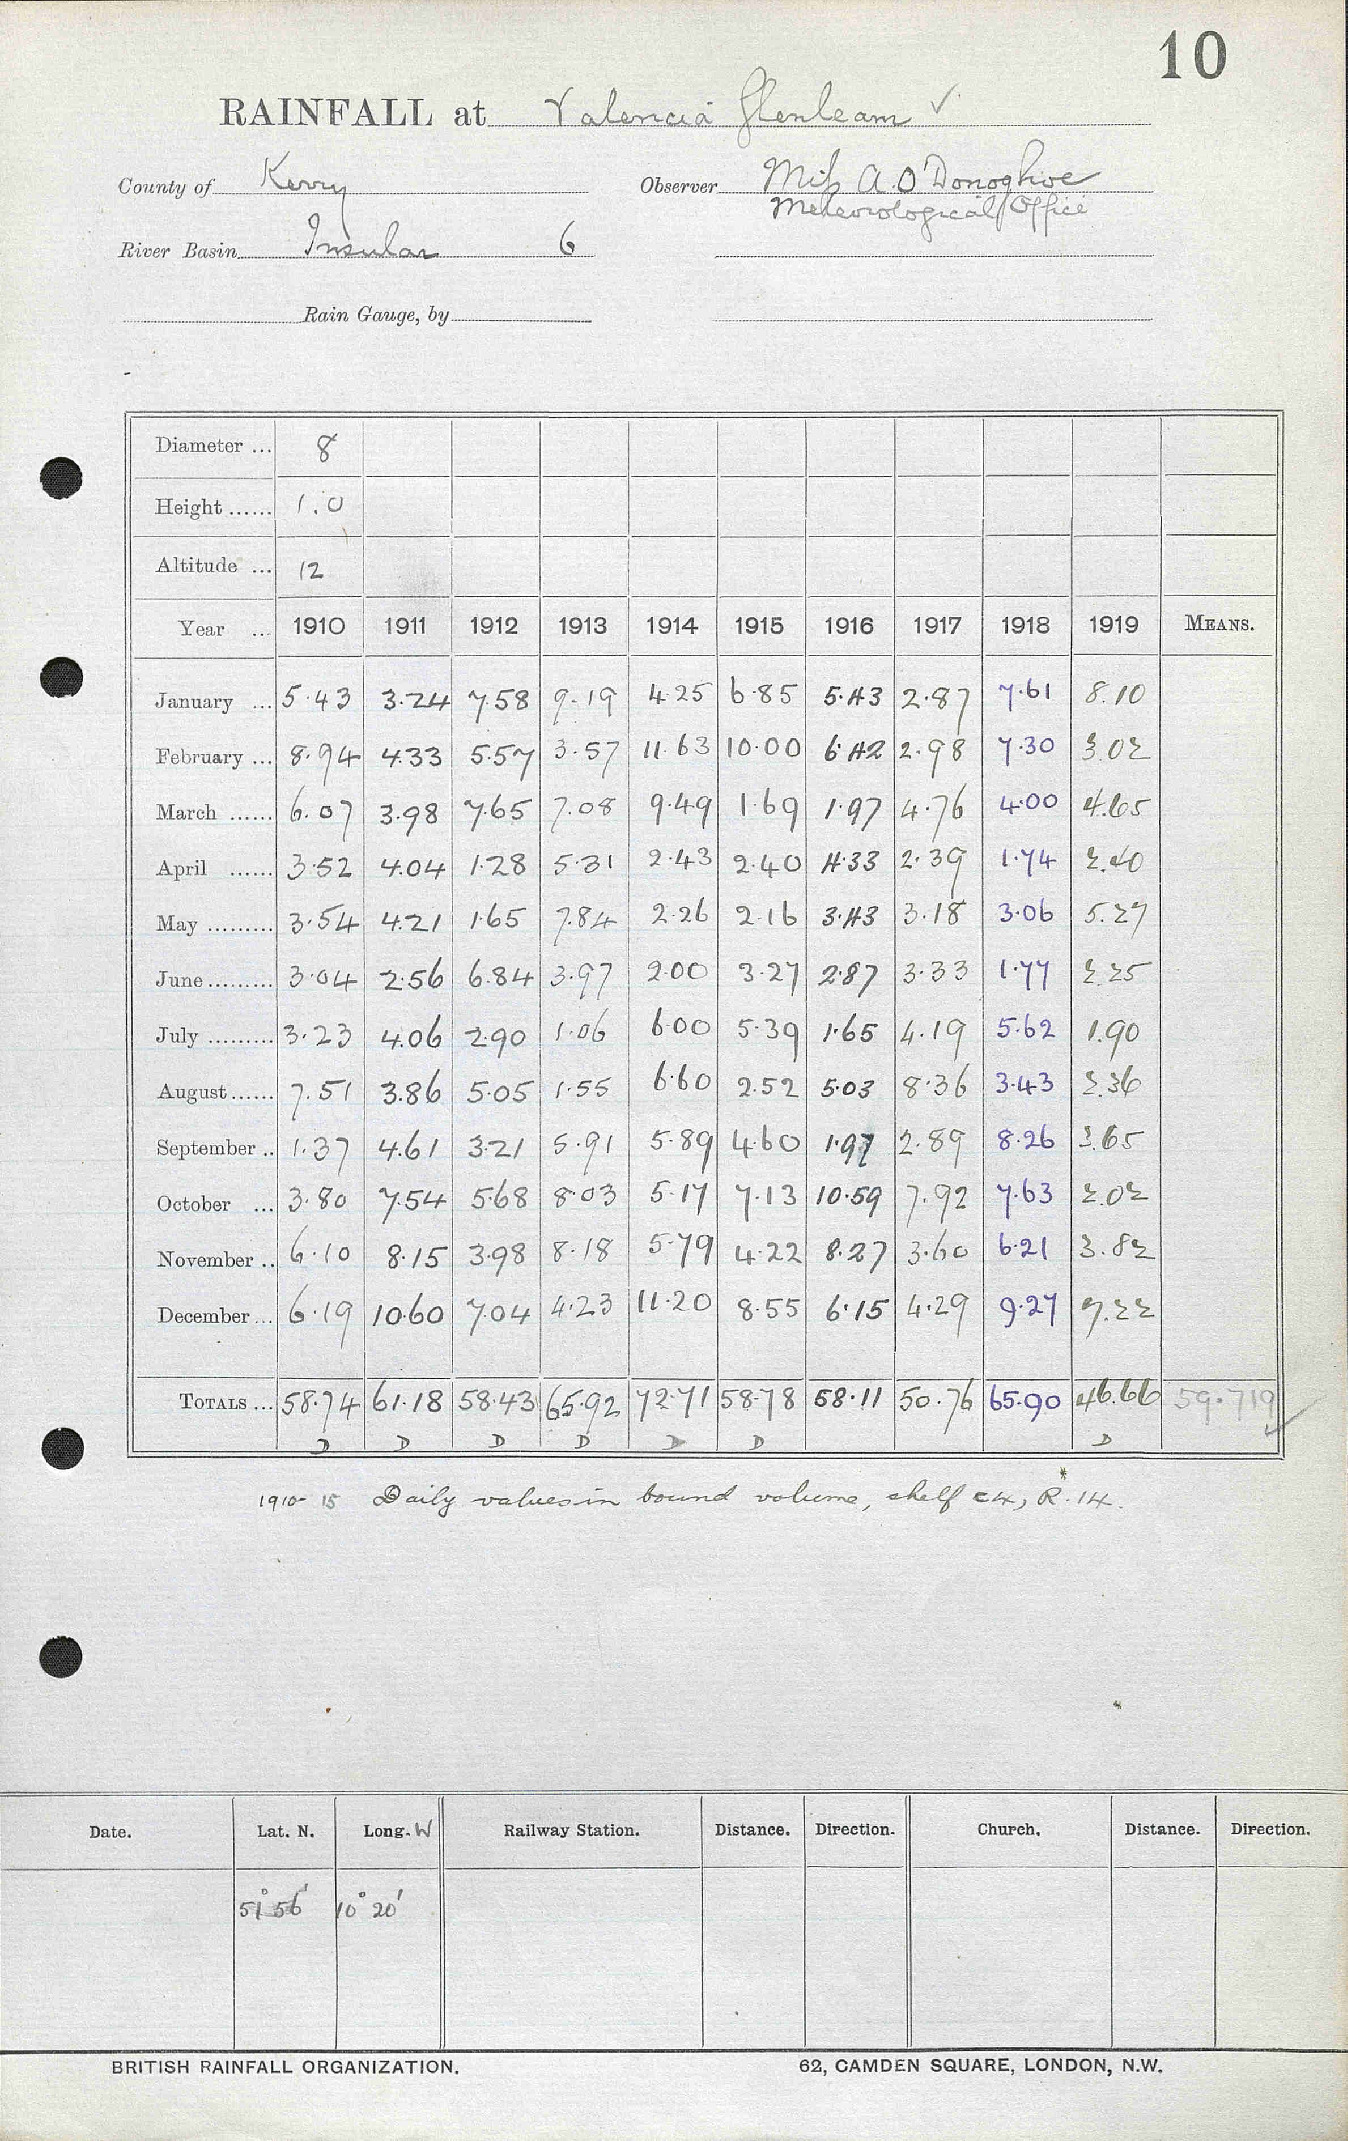 10
RAINFALL at Valencia Glenleam ✓
County of Kerry Observer Miss A. O'Donoghoe
Meteorological Office
River Basin Insular 6
Rain Gauge, by
Diameter ... 8
Height ...... 1.0
Altitude ... 12
Year ... 1910 1911 1912 1913 1914 1915 1916 1917 1918 1919 MEANS.
January ... 5.43 3.24 7.58 9.19 4.25 6.85 5.43 2.87 7.61 8.10
February ... 8.94 4.33 5.57 3.57 11.63 10.00 6.42 2.98 7.30 3.02
March ...... 6.07 3.98 7.65 7.08 9.49 1.69 1.97 4.76 4.00 4.65
April ...... 3.52 4.04 1.28 5.31 2.43 2.40 4.33 2.39 1.74 2.40
May ......... 3.54 4.21 1.65 7.84 2.26 2.16 3.43 3.18 3.06 5.27
June ......... 3.04 2.56 6.84 3.97 2.00 3.27 2.87 3.33 1.77 2.25
July ......... 3.23 4.06 2.90 1.06 6.00 5.39 1.65 4.19 5.62 1.90
August ...... 7.51 3.86 5.05 1.55 6.60 2.52 5.03 8.36 3.43 2.36
September .. 1.37 4.61 3.21 5.91 5.89 4.60 1.97 2.89 8.26 3.65
October ... 3.80 7.54 5.68 8.03 5.17 7.13 10.59 7.92 7.63 2.02
November .. 6.10 8.15 3.98 8.18 5.79 4.22 8.27 3.60 6.21 3.82
December ... 6.19 10.60 7.04 4.23 11.20 8.55 6.15 4.29 9.27 7.22
TOTALS ... 58.74 61.18 58.43 65.92 72.71 58.78 58.11 50.76 65.90 46.66 59.719 ✓
D D D D D D D
1910-15 Daily values in bound volume, shelf C4, R.14.
Date. Lat. N. Long. W Railway Station. Distance. Direction. Church. Distance. Direction.
51° 56' 10° 20'
BRITISH RAINFALL ORGANIZATION. 62, CAMDEN SQUARE, LONDON, N.W.